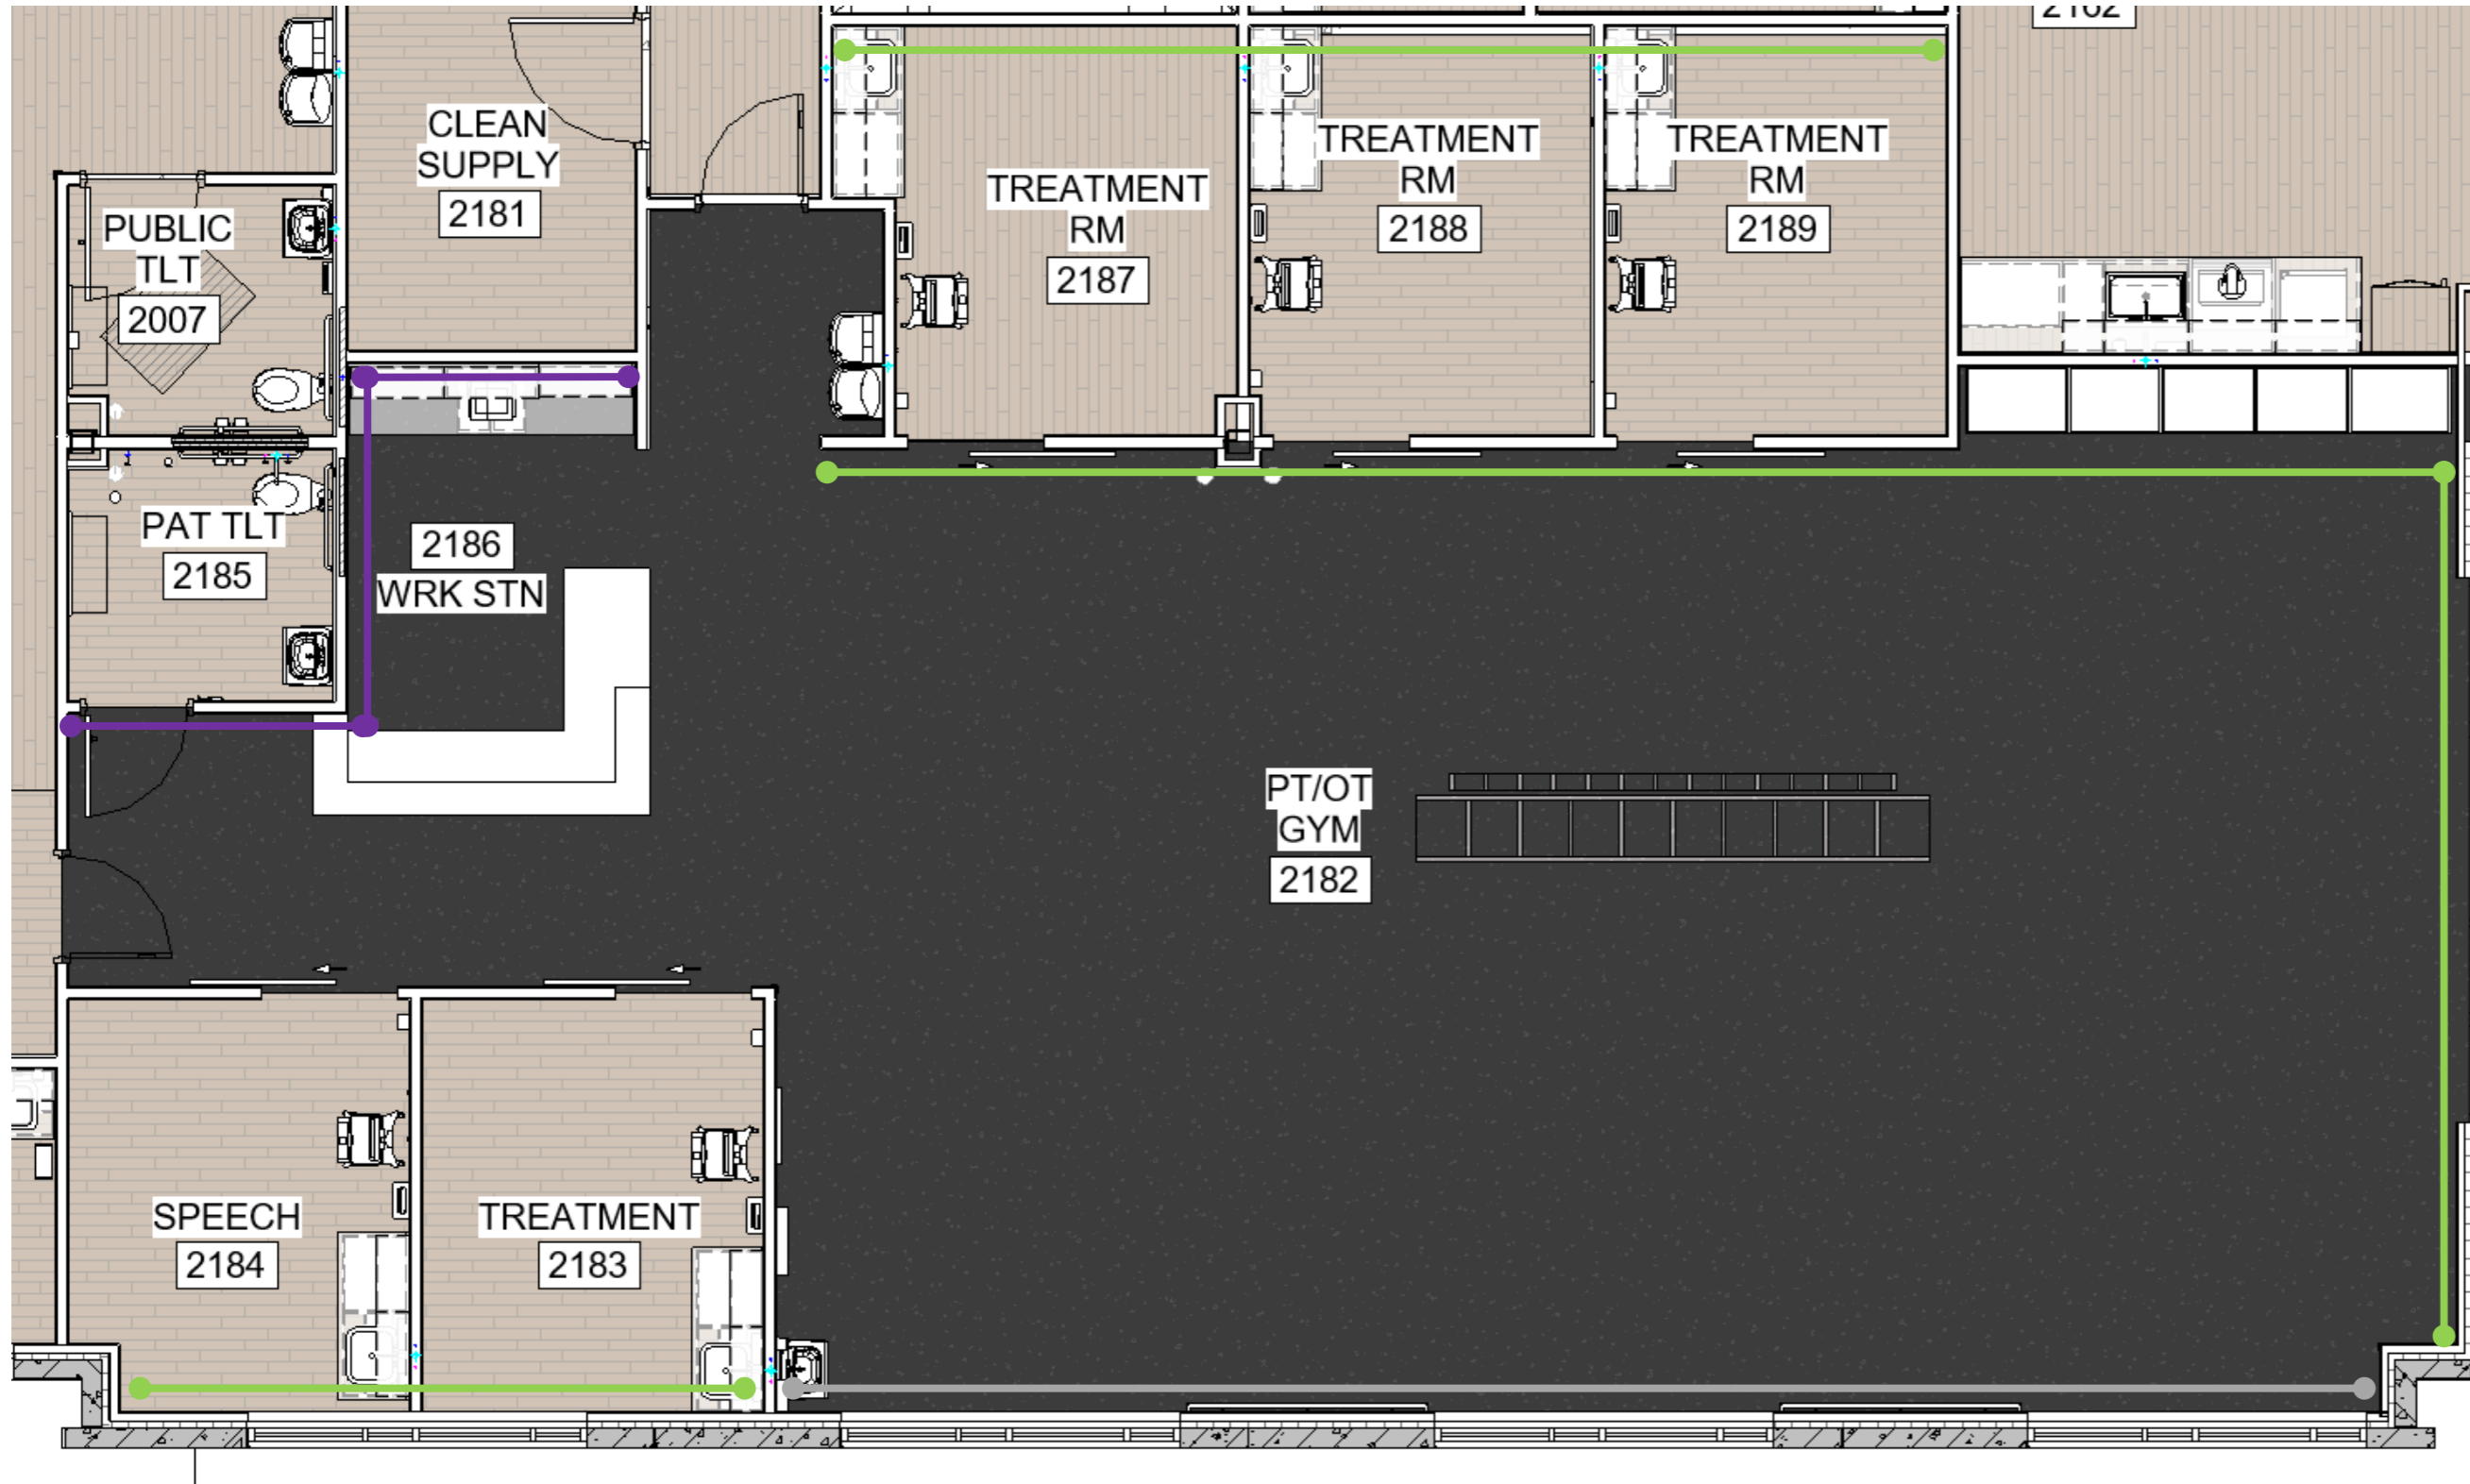 2162
CLEAN
SUPPLY
2181
TREATMENT
RM
2187
TREATMENT
RM
2188
TREATMENT
RM
2189
PUBLIC
TLT
2007
PAT TLT
2185
2186
WRK STN
PT/OT
GYM
2182
SPEECH
2184
TREATMENT
2183